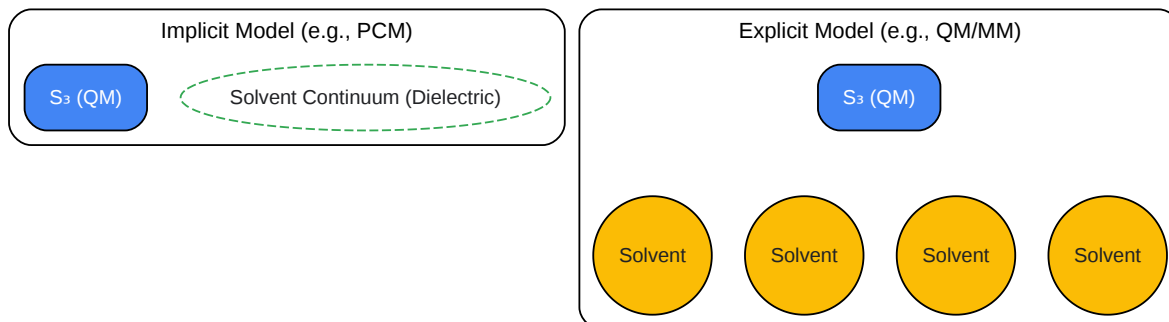 Implicit Model (e.g., PCM)
S₃ (QM)
Solvent Continuum (Dielectric)
Explicit Model (e.g., QM/MM)
S₃ (QM)
Solvent
Solvent
Solvent
Solvent